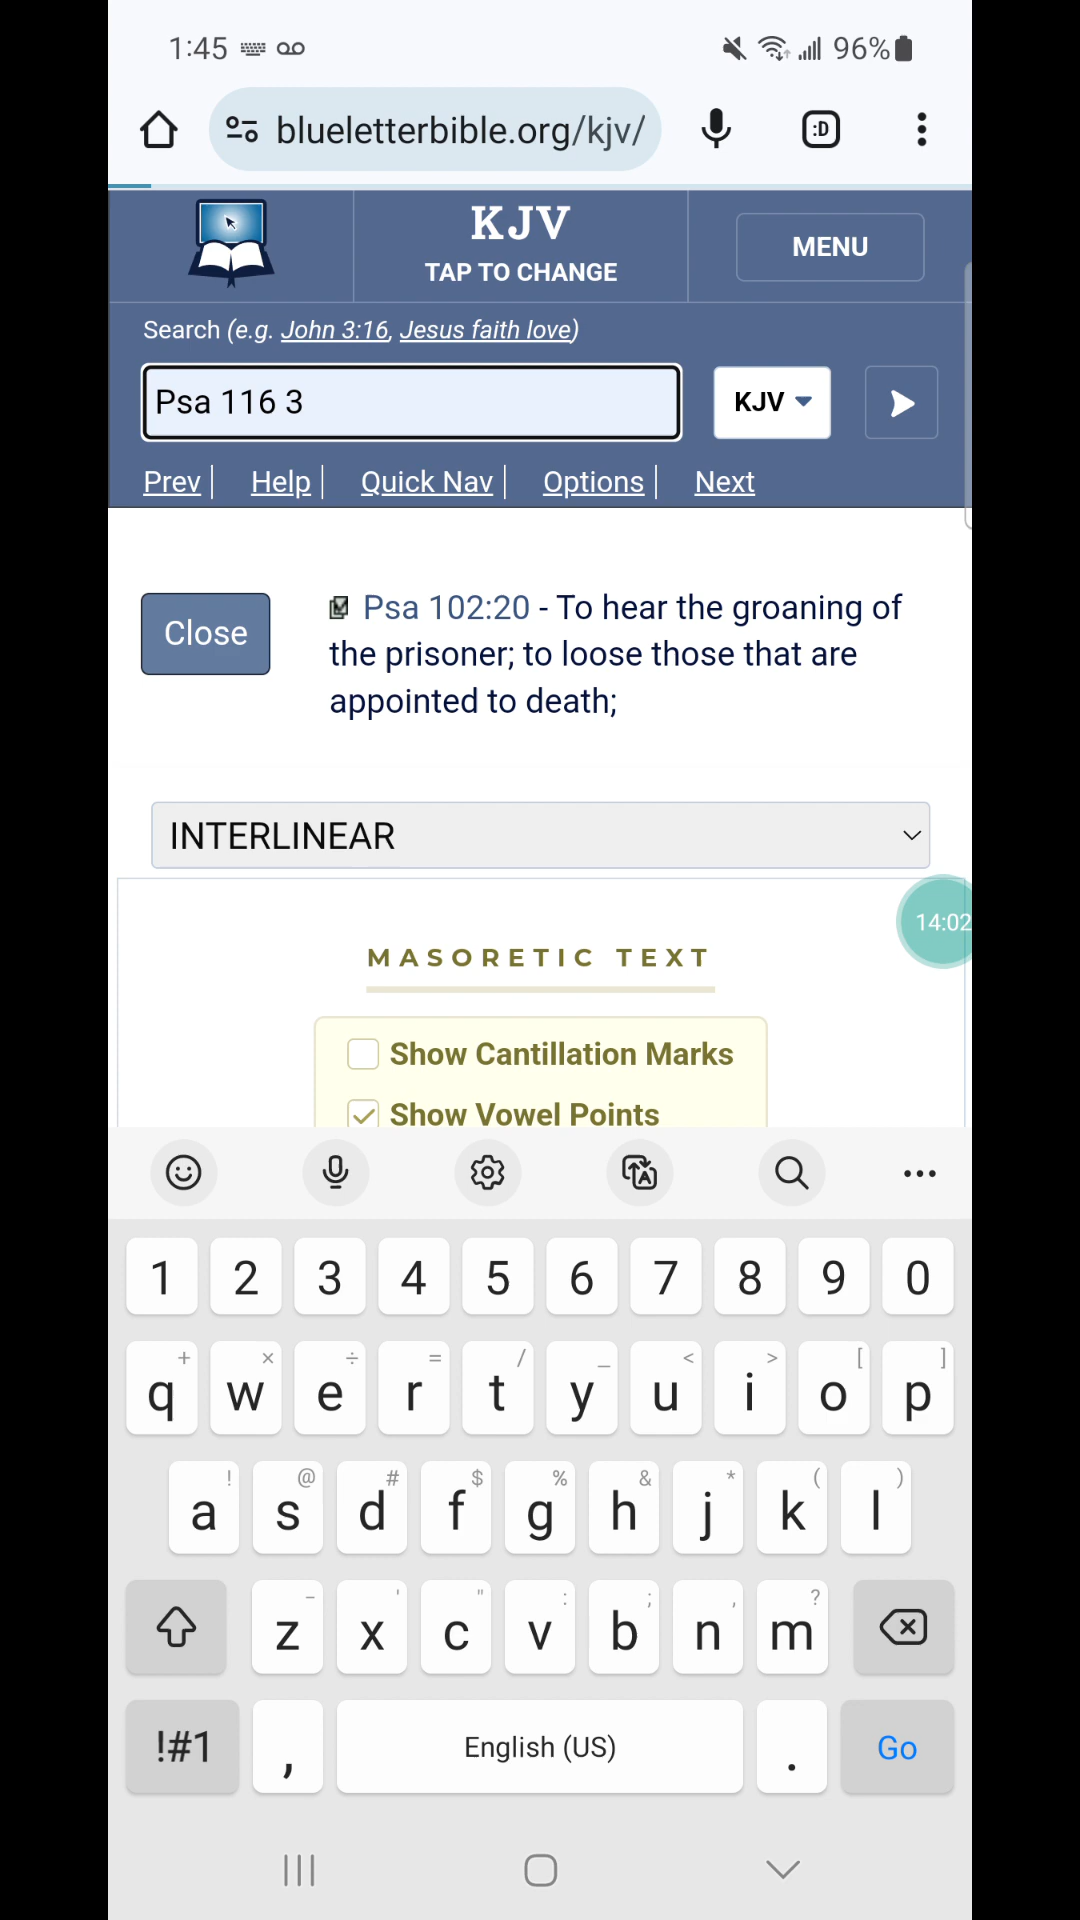 1:45 96%
blueletterbible.org/kjv/ :D
KJV
TAP TO CHANGE
MENU
Search (e.g. John 3:16, Jesus faith love)
Psa 116 3 KJV
Prev | Help | Quick Nav | Options | Next
Close
Psa 102:20 - To hear the groaning of
the prisoner; to loose those that are
appointed to death;
INTERLINEAR
14:02
MASORETIC TEXT
Show Cantillation Marks
Show Vowel Points
1 2 3 4 5 6 7 8 9 0
+ × ÷ = / _ < > [ ]
q w e r t y u i o p
! @ # $ % & * ( )
a s d f g h j k l
- ' " : ; , ?
z x c v b n m
!#1 , English (US) . Go